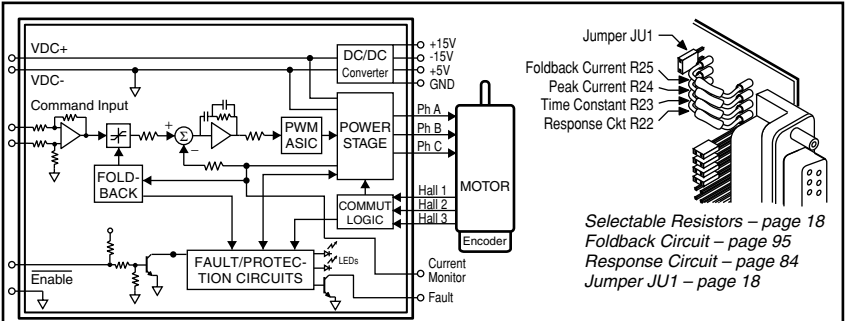 VDC+
VDC-
DC/DC
Converter
+15V
-15V
+5V
GND
Command Input
+
Σ
−
PWM
ASIC
POWER
STAGE
Ph A
Ph B
Ph C
FOLD-
BACK
COMMUT
LOGIC
Hall 1
Hall 2
Hall 3
MOTOR
Encoder
Enable
FAULT/PROTEC-
TION CIRCUITS
LEDs
Current
Monitor
Fault
Jumper JU1
Foldback Current R25
Peak Current R24
Time Constant R23
Response Ckt R22
Selectable Resistors – page 18
Foldback Circuit – page 95
Response Circuit – page 84
Jumper JU1 – page 18